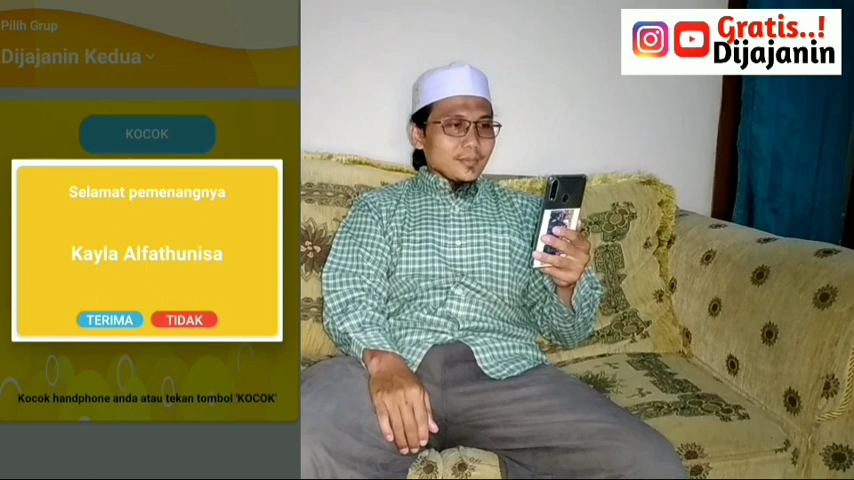 Pilih Grup
Dijajanin Kedua
KOCOK
Selamat pemenangnya
Kayla Alfathunisa
TERIMA
TIDAK
Kocok handphone anda atau tekan tombol 'KOCOK'
Gratis..!
Dijajanin